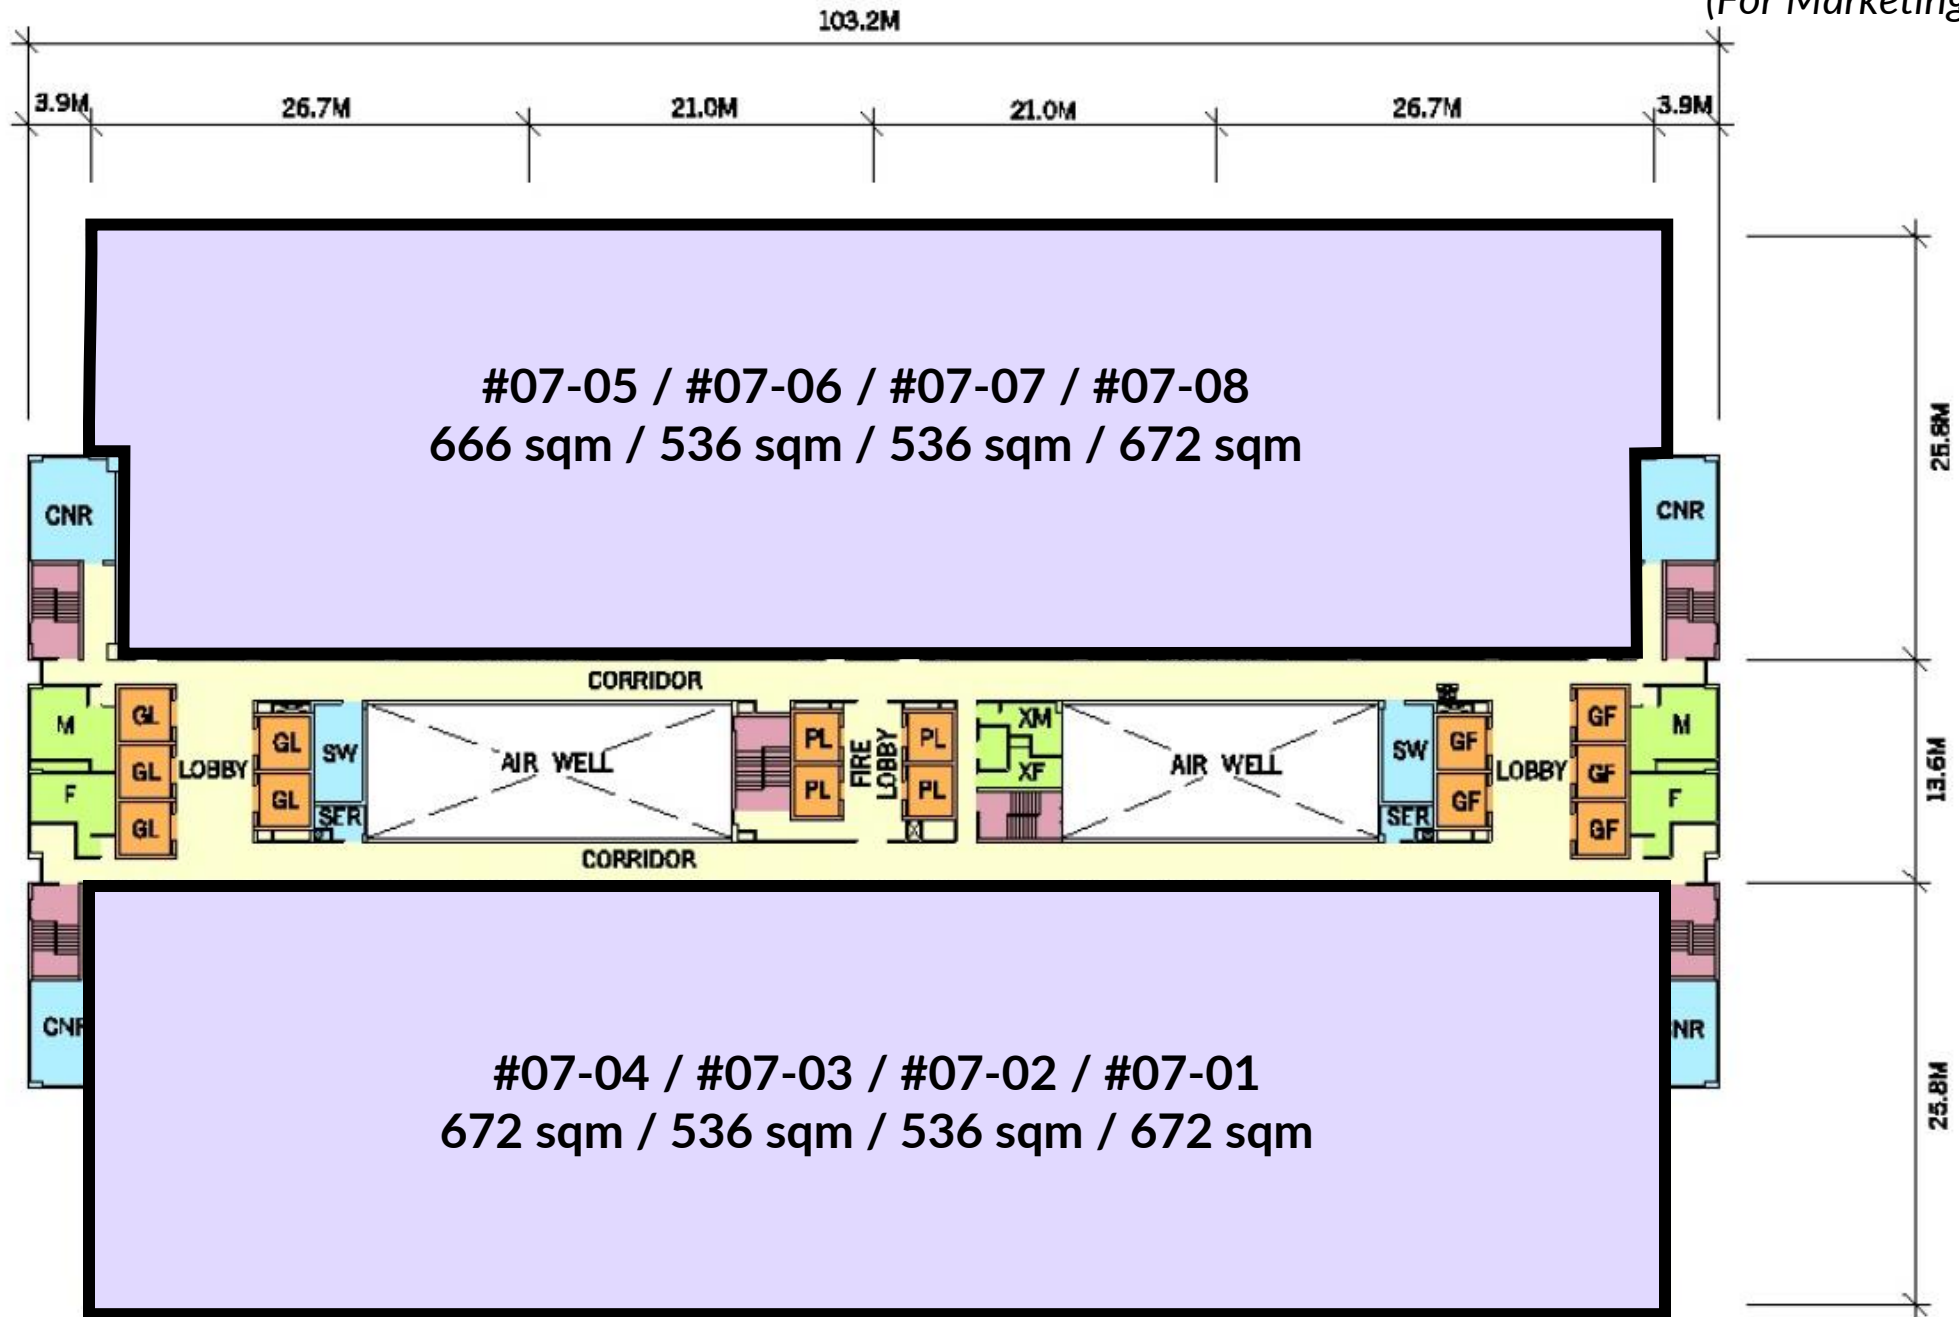 (For Marketing
103.2M
3.9M 26.7M 21.0M 21.0M 26.7M 3.9M
#07-05 / #07-06 / #07-07 / #07-08
666 sqm / 536 sqm / 536 sqm / 672 sqm
25.8M
CNR
CNR
CORRIDOR
M
GL
GL
GL
F
LOBBY
GL
GL
SW
SER
AIR WELL
PL
PL
FIRE
LOBBY
PL
PL
XM
XF
AIR WELL
SW
SER
GF
GF
LOBBY
GF
GF
GF
M
F
13.6M
CORRIDOR
CNR
NR
#07-04 / #07-03 / #07-02 / #07-01
672 sqm / 536 sqm / 536 sqm / 672 sqm
25.8M